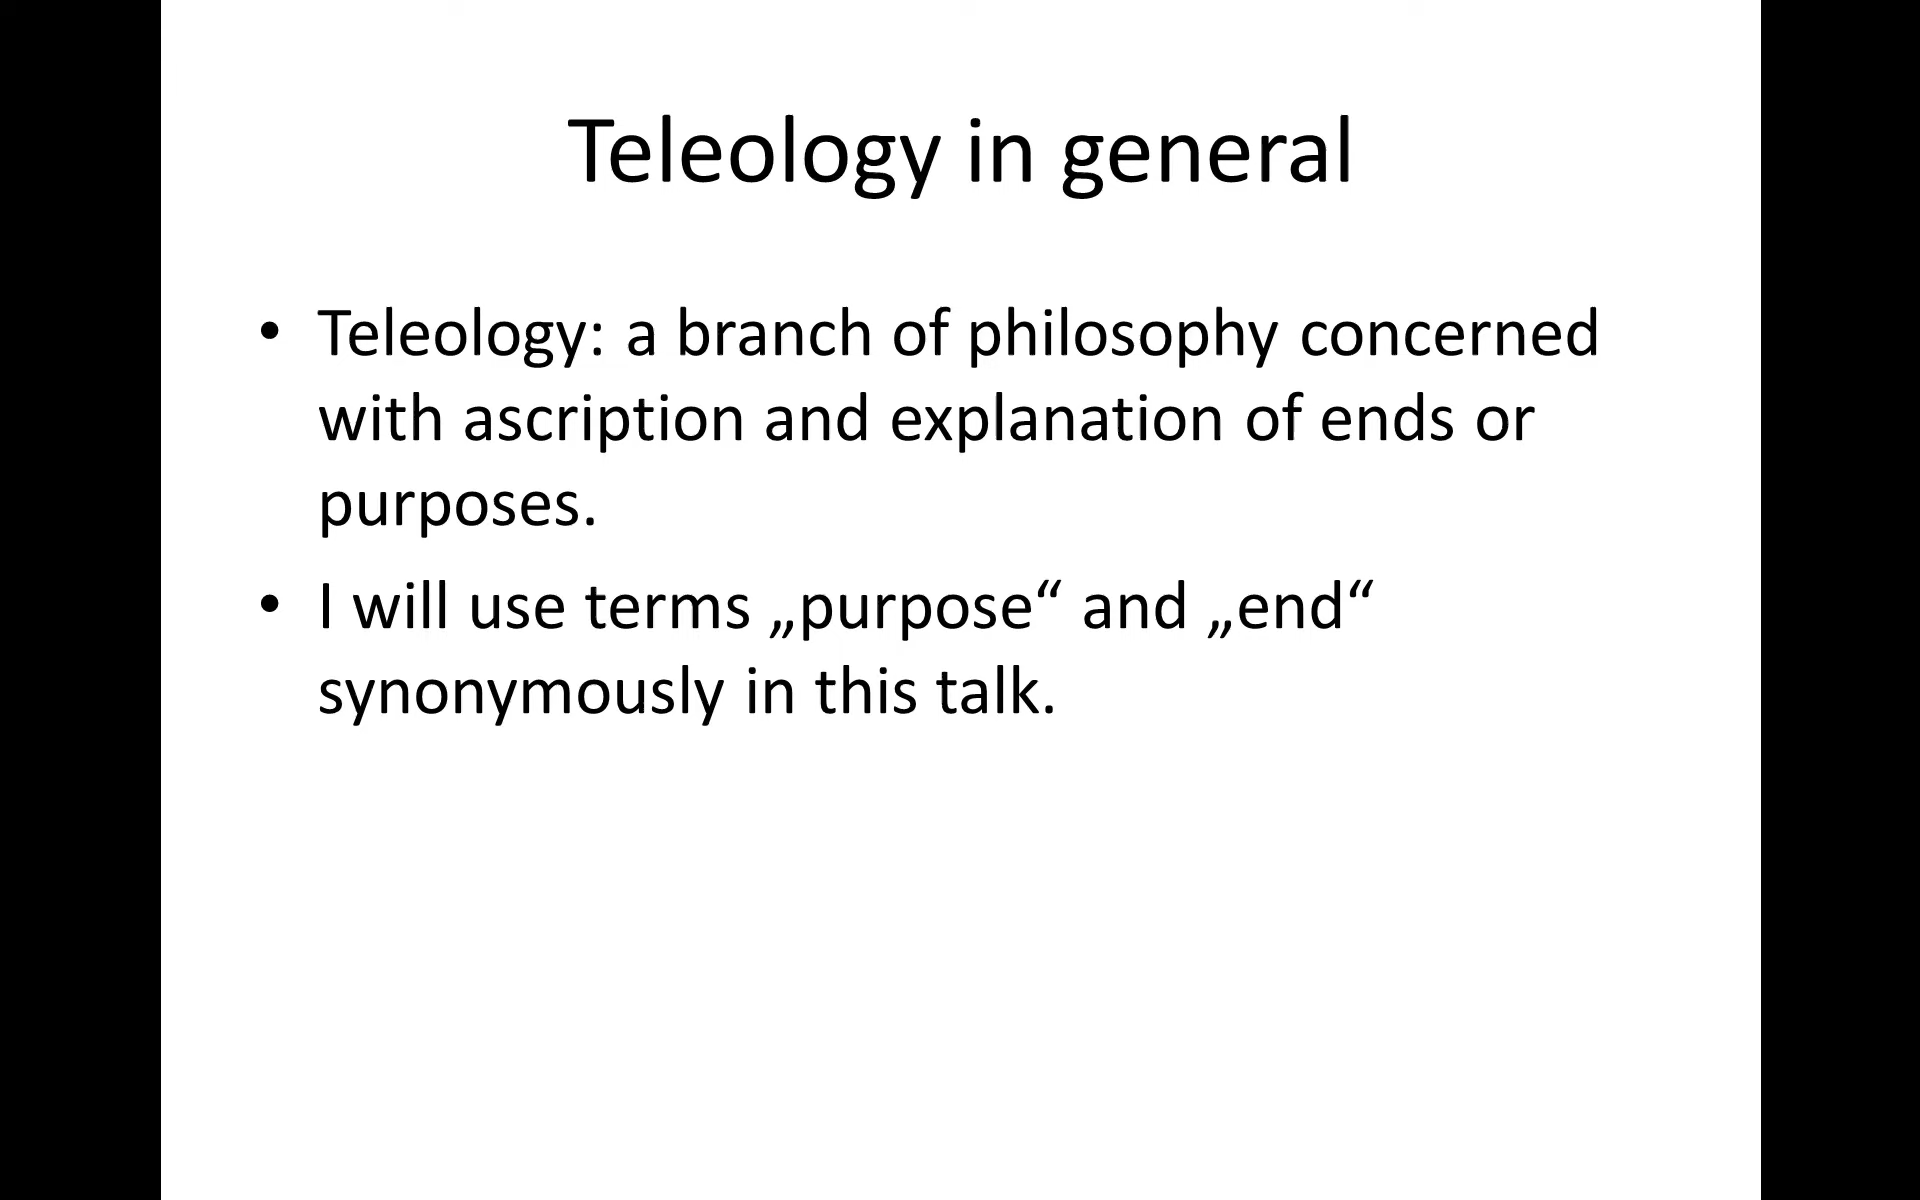 Teleology in general
• Teleology: a branch of philosophy concerned
with ascription and explanation of ends or
purposes.
• I will use terms „purpose“ and „end“
synonymously in this talk.